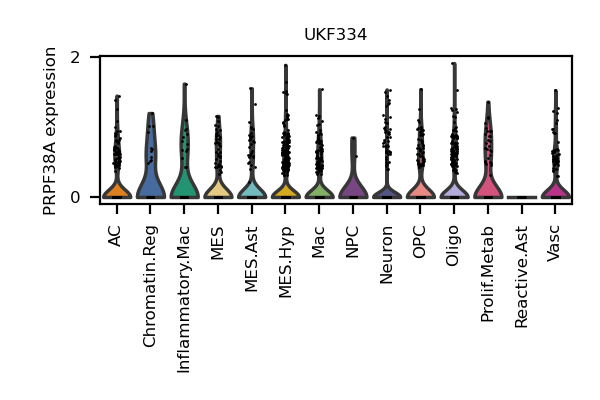 UKF334
PRPF38A expression
2
0
AC
Chromatin.Reg
Inflammatory.Mac
MES
MES.Ast
MES.Hyp
Mac
NPC
Neuron
OPC
Oligo
Prolif.Metab
Reactive.Ast
Vasc